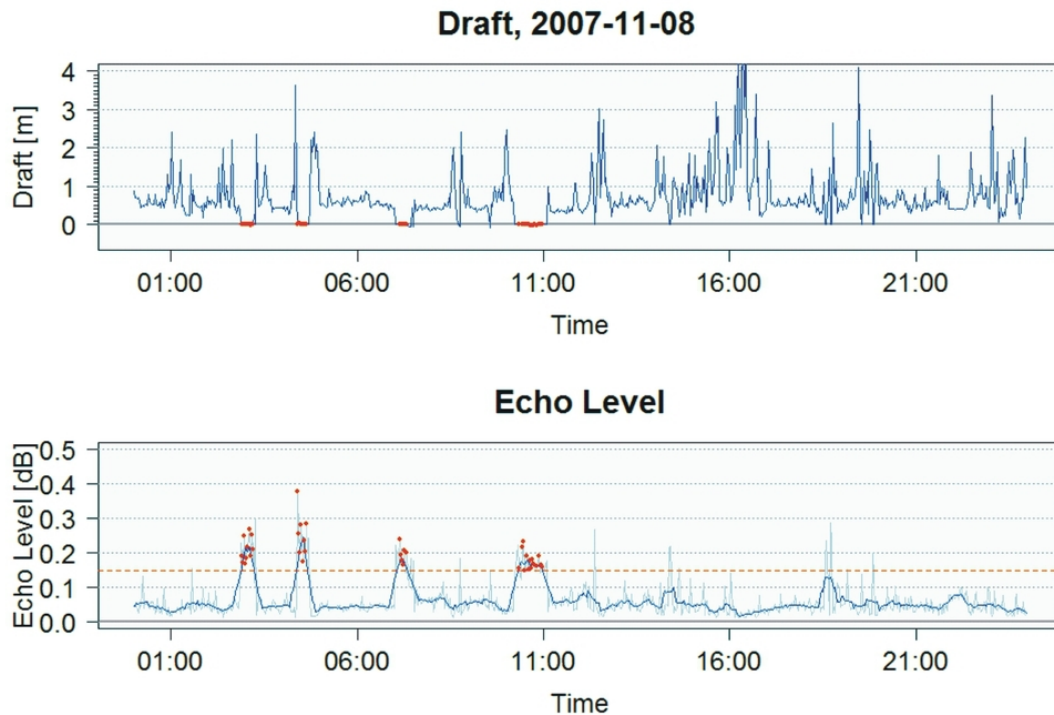 Draft, 2007-11-08
Draft [m]
4
3
2
1
0
01:00 06:00 11:00 16:00 21:00
Time
Echo Level
Echo Level [dB]
0.5
0.4
0.3
0.2
0.1
0.0
01:00 06:00 11:00 16:00 21:00
Time